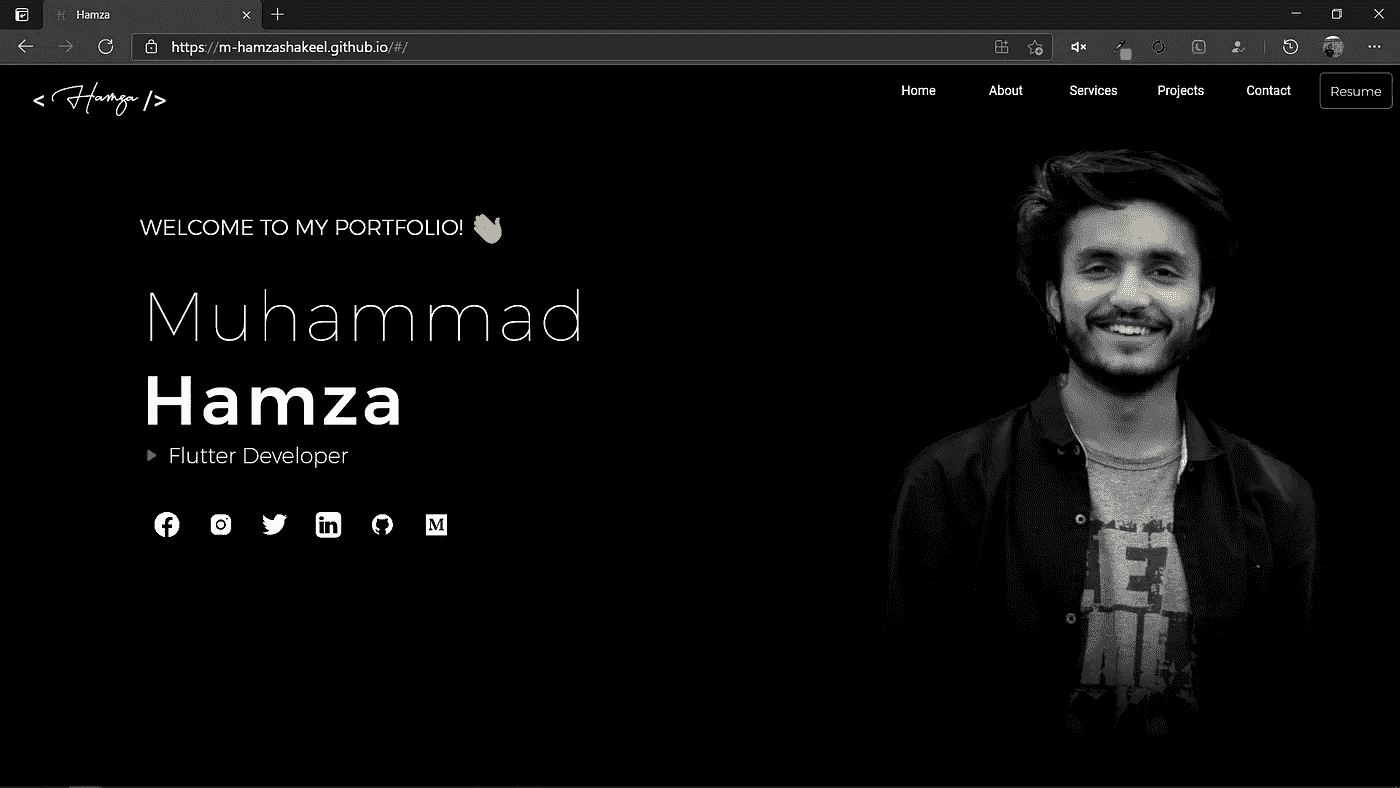 Hamza
https://m-hamzashakeel.github.io/#/
< Hamza />
Home About Services Projects Contact Resume
WELCOME TO MY PORTFOLIO! 👋
Muhammad
Hamza
Flutter Developer